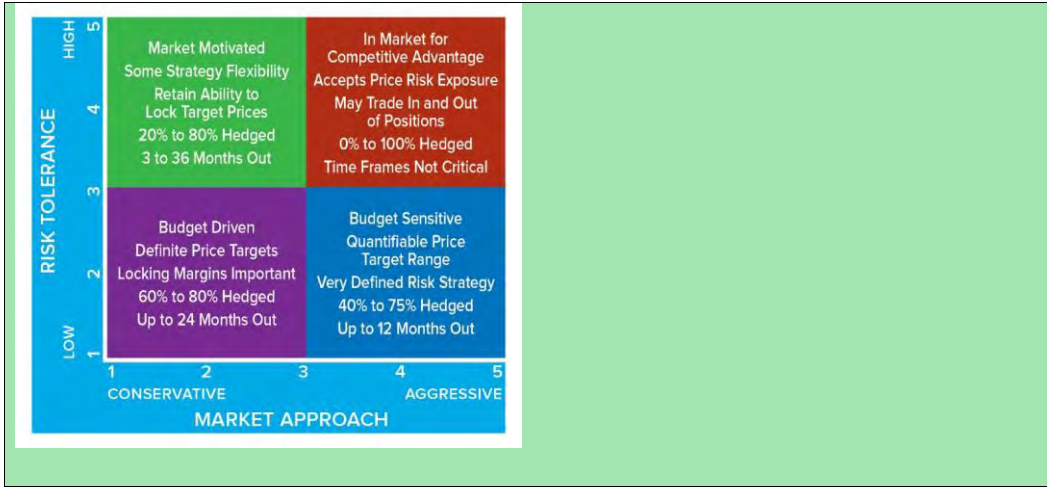 HIGH
5
4
3
2
1
LOW
RISK TOLERANCE
Market Motivated
Some Strategy Flexibility
Retain Ability to
Lock Target Prices
20% to 80% Hedged
3 to 36 Months Out
In Market for
Competitive Advantage
Accepts Price Risk Exposure
May Trade In and Out
of Positions
0% to 100% Hedged
Time Frames Not Critical
Budget Driven
Definite Price Targets
Locking Margins Important
60% to 80% Hedged
Up to 24 Months Out
Budget Sensitive
Quantifiable Price
Target Range
Very Defined Risk Strategy
40% to 75% Hedged
Up to 12 Months Out
1 2 3 4 5
CONSERVATIVE AGGRESSIVE
MARKET APPROACH